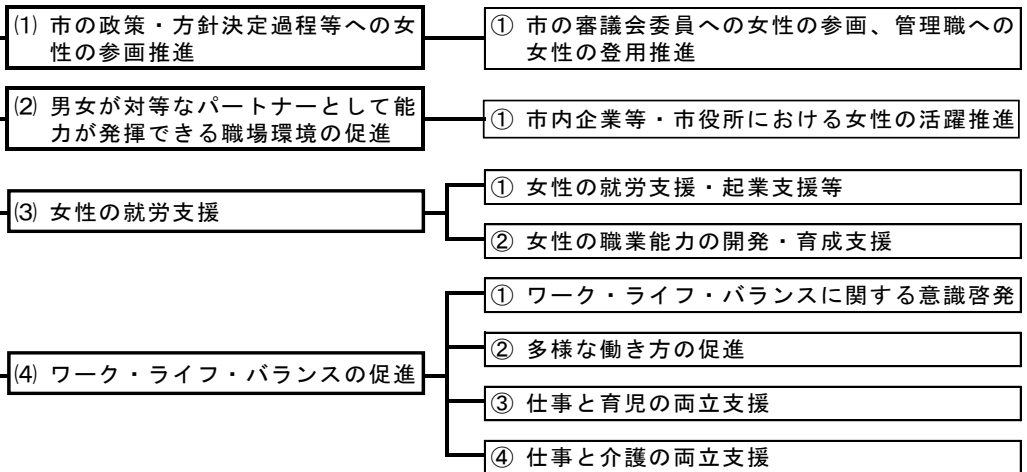 ⑴ 市の政策・方針決定過程等への女
性の参画推進
① 市の審議会委員への女性の参画、管理職への
女性の登用推進
⑵ 男女が対等なパートナーとして能
力が発揮できる職場環境の促進
① 市内企業等・市役所における女性の活躍推進
⑶ 女性の就労支援
① 女性の就労支援・起業支援等
② 女性の職業能力の開発・育成支援
⑷ ワーク・ライフ・バランスの促進
① ワーク・ライフ・バランスに関する意識啓発
② 多様な働き方の促進
③ 仕事と育児の両立支援
④ 仕事と介護の両立支援